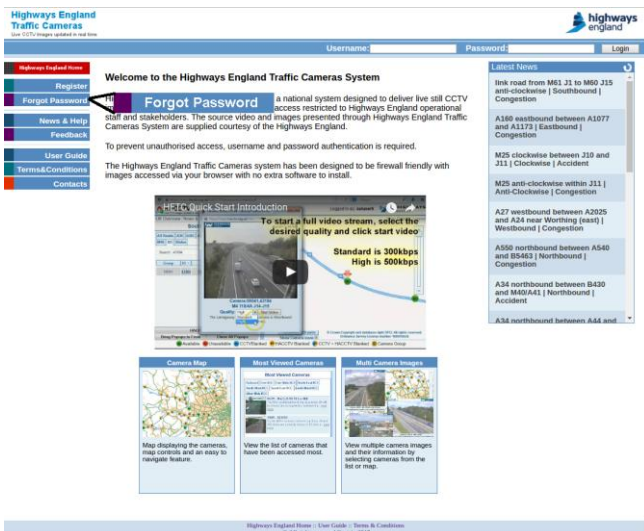 Highways England
Traffic Cameras
Live CCTV images updated in real time
highways
england
Username:
Password:
Login
Highways England Home
Register
Forgot Password
News & Help
Feedback
User Guide
Terms&Conditions
Contacts
Welcome to the Highways England Traffic Cameras System
Forgot Password
a national system designed to deliver live still CCTV
access restricted to Highways England operational
staff and stakeholders. The source video and images presented through Highways England Traffic
Cameras System are supplied courtesy of the Highways England.
To prevent unauthorised access, username and password authentication is required.
The Highways England Traffic Cameras system has been designed to be firewall friendly with
images accessed via your browser with no extra software to install.
HETC Quick Start Introduction
To start a full video stream, select the
desired quality and click start video
Standard is 300kbps
High is 500kbps
Camera Map
Map displaying the cameras,
map controls and an easy to
navigate feature.
Most Viewed Cameras
Most Viewed Cameras
View the list of cameras that
have been accessed most.
Multi Camera Images
View multiple camera images
and their information by
selecting cameras from the
list or map.
Latest News
link road from M61 J1 to M60 J15
anti-clockwise | Southbound |
Congestion
A160 eastbound between A1077
and A1173 | Eastbound |
Congestion
M25 clockwise between J10 and
J11 | Clockwise | Accident
M25 anti-clockwise within J11 |
Anti-Clockwise | Congestion
A27 westbound between A2025
and A24 near Worthing (east) |
Westbound | Congestion
A550 northbound between A540
and B5463 | Northbound |
Congestion
A34 northbound between B430
and M40/A41 | Northbound |
Accident
A34 northbound between A44 and
Highways England Home :: User Guide :: Terms & Conditions